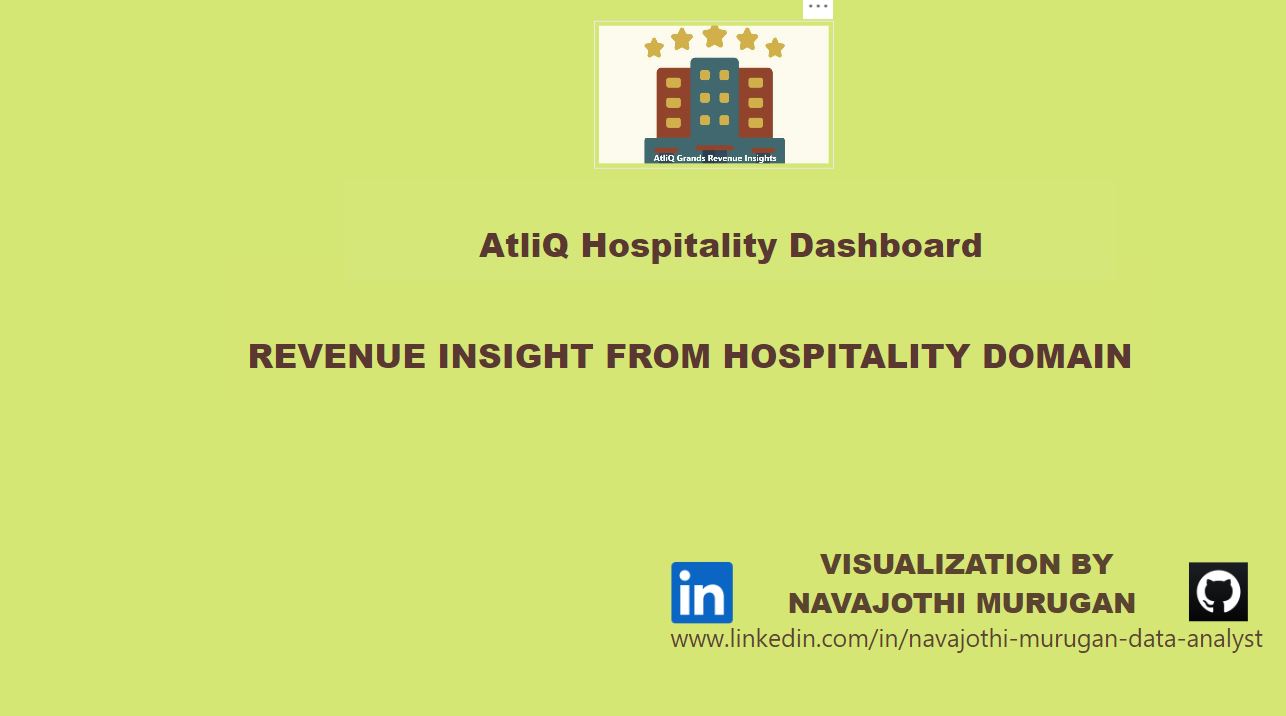 AtliQ Grands Revenue Insights
AtliQ Hospitality Dashboard
REVENUE INSIGHT FROM HOSPITALITY DOMAIN
VISUALIZATION BY
NAVAJOTHI MURUGAN
in
www.linkedin.com/in/navajothi-murugan-data-analyst